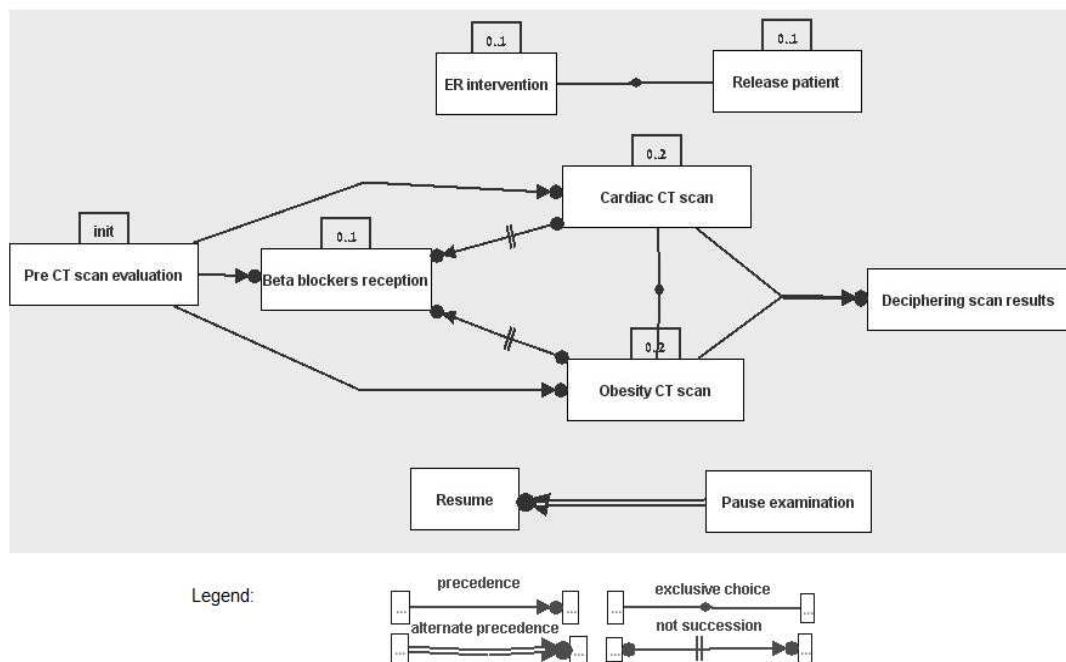 0..1
0..1
ER intervention
Release patient
0..2
Cardiac CT scan
init
0..1
Pre CT scan evaluation
Beta blockers reception
Deciphering scan results
0..2
Obesity CT scan
Resume
Pause examination
Legend:
precedence
exclusive choice
... ... ... ...
alternate precedence
not succession
... ... ... ...